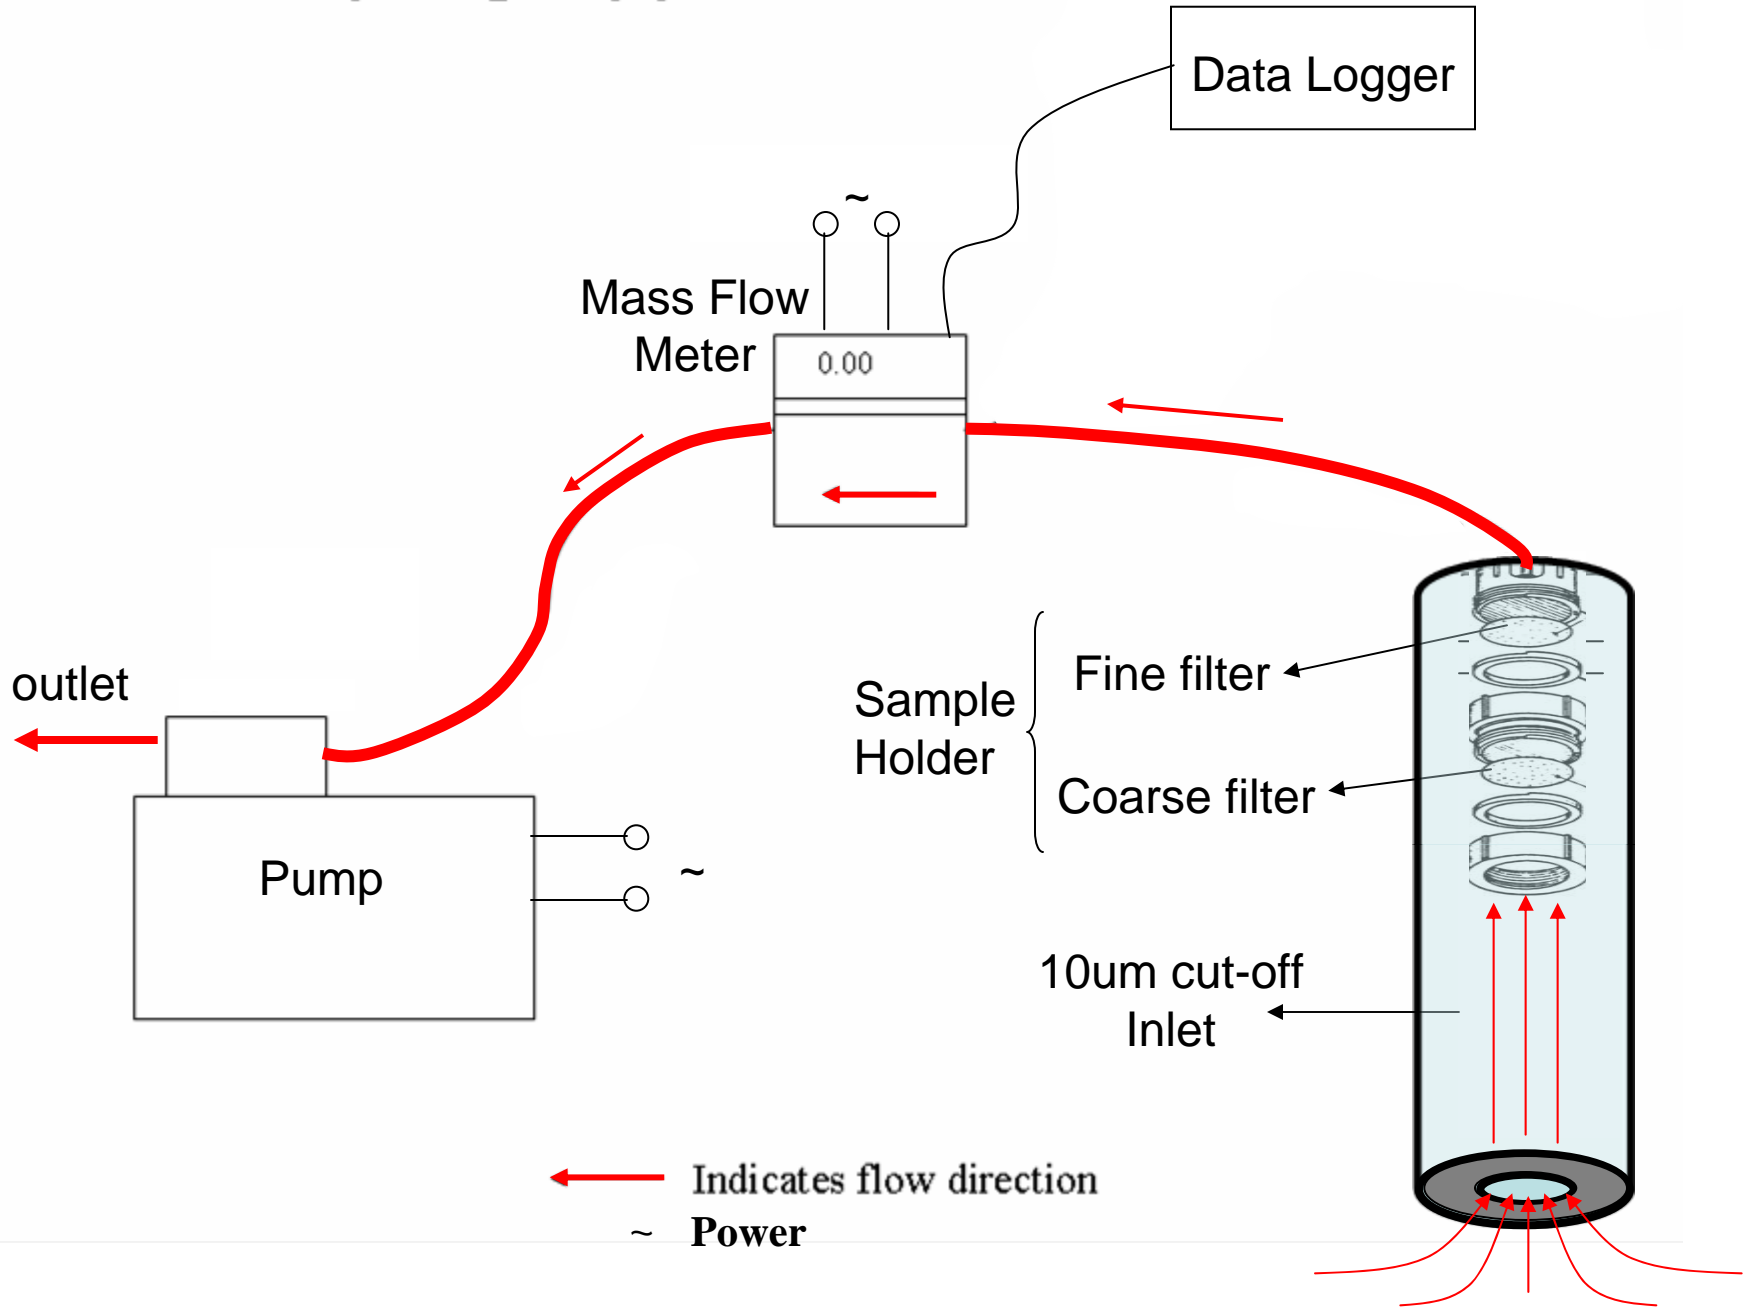 Data Logger
~
Mass Flow
Meter
0.00
outlet
Sample
Holder
Fine filter
Coarse filter
Pump
~
10um cut-off
Inlet
Indicates flow direction
~ Power